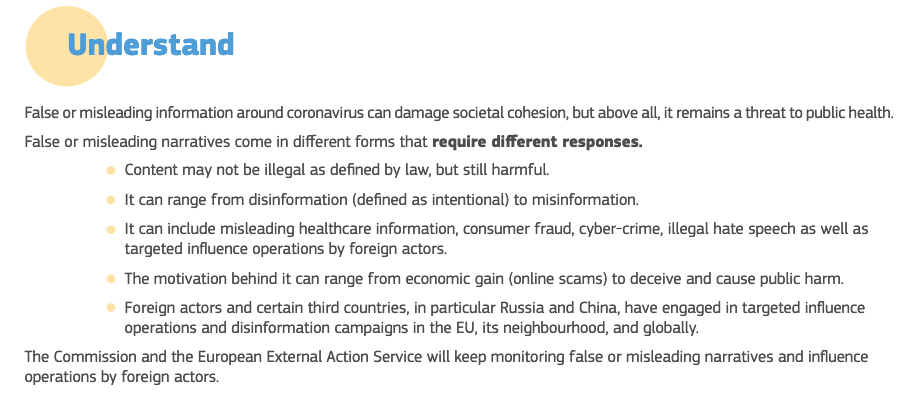 Understand
False or misleading information around coronavirus can damage societal cohesion, but above all, it remains a threat to public health.
False or misleading narratives come in different forms that require different responses.
Content may not be illegal as defined by law, but still harmful.
It can range from disinformation (defined as intentional) to misinformation.
It can include misleading healthcare information, consumer fraud, cyber-crime, illegal hate speech as well as
targeted influence operations by foreign actors.
The motivation behind it can range from economic gain (online scams) to deceive and cause public harm.
Foreign actors and certain third countries, in particular Russia and China, have engaged in targeted influence
operations and disinformation campaigns in the EU, its neighbourhood, and globally.
The Commission and the European External Action Service will keep monitoring false or misleading narratives and influence
operations by foreign actors.